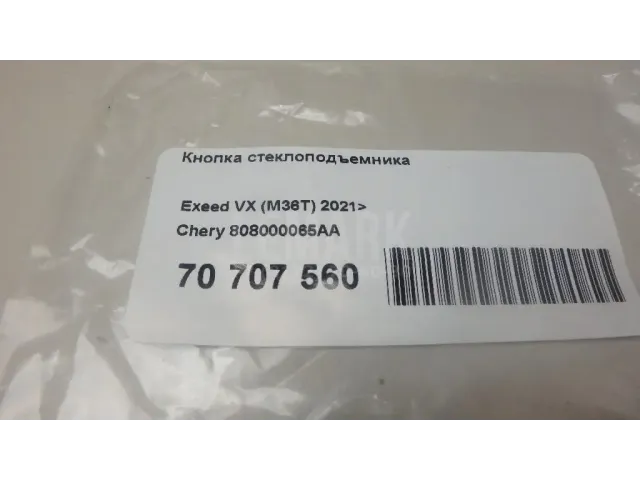 Кнопка стеклоподъемника
Exeed VX (M36T) 2021>
Chery 808000065AA
70 707 560